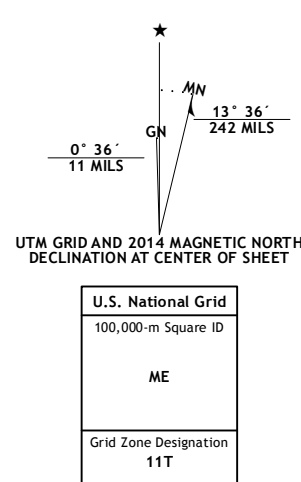 ★
MN
GN
13° 36´
242 MILS
0° 36´
11 MILS
UTM GRID AND 2014 MAGNETIC NORTH
DECLINATION AT CENTER OF SHEET
U.S. National Grid
100,000-m Square ID
ME
Grid Zone Designation
11T